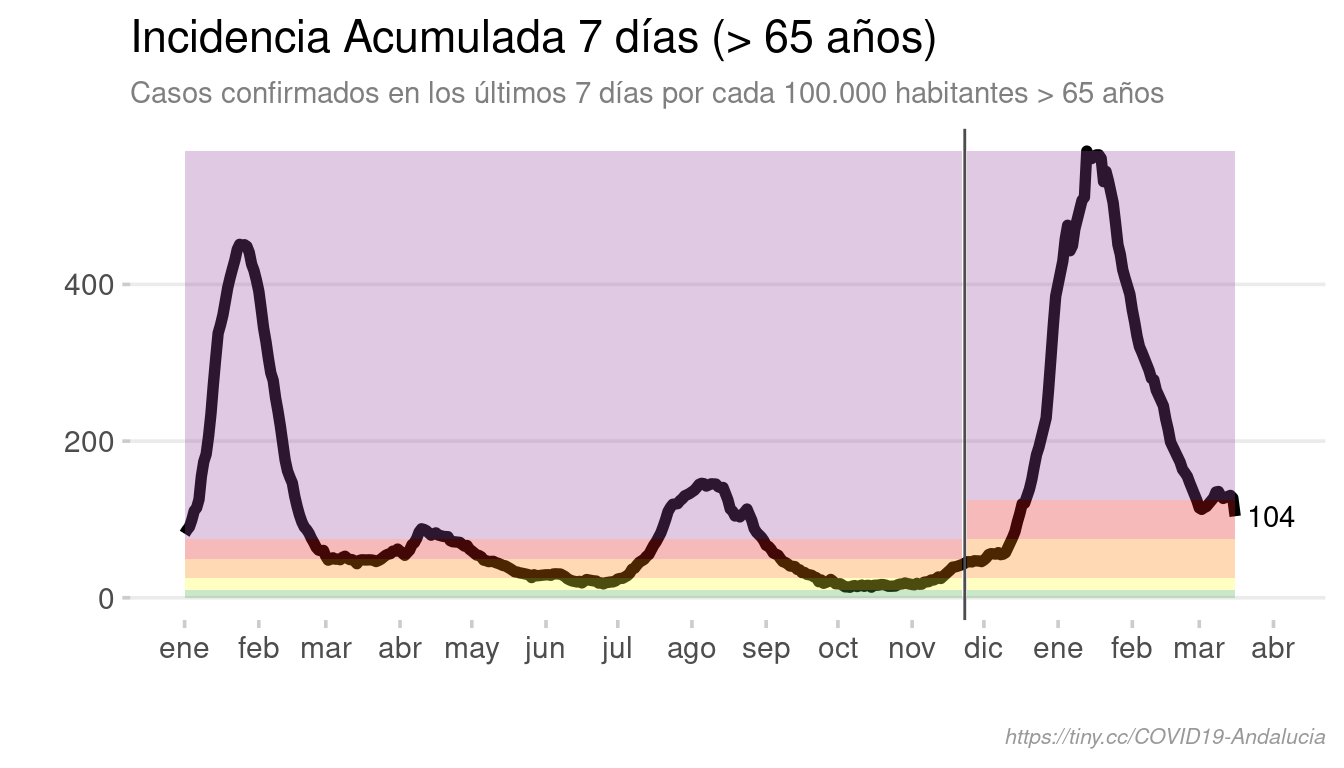 Incidencia Acumulada 7 días (> 65 años)
Casos confirmados en los últimos 7 días por cada 100.000 habitantes > 65 años
400
200
0
104
ene feb mar abr may jun jul ago sep oct nov dic ene feb mar abr
https://tiny.cc/COVID19-Andalucia